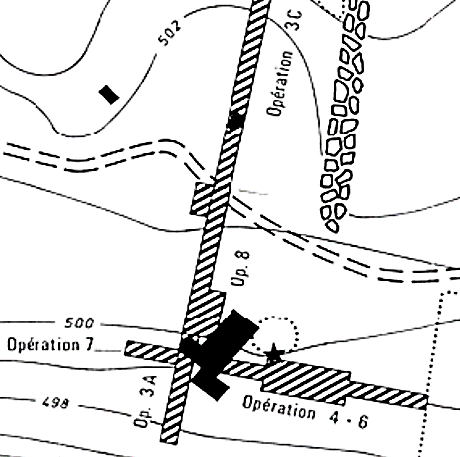 502
Opération 3C
Op. 8
500
Opération 7
Op. 3A
498
Opération 4-6